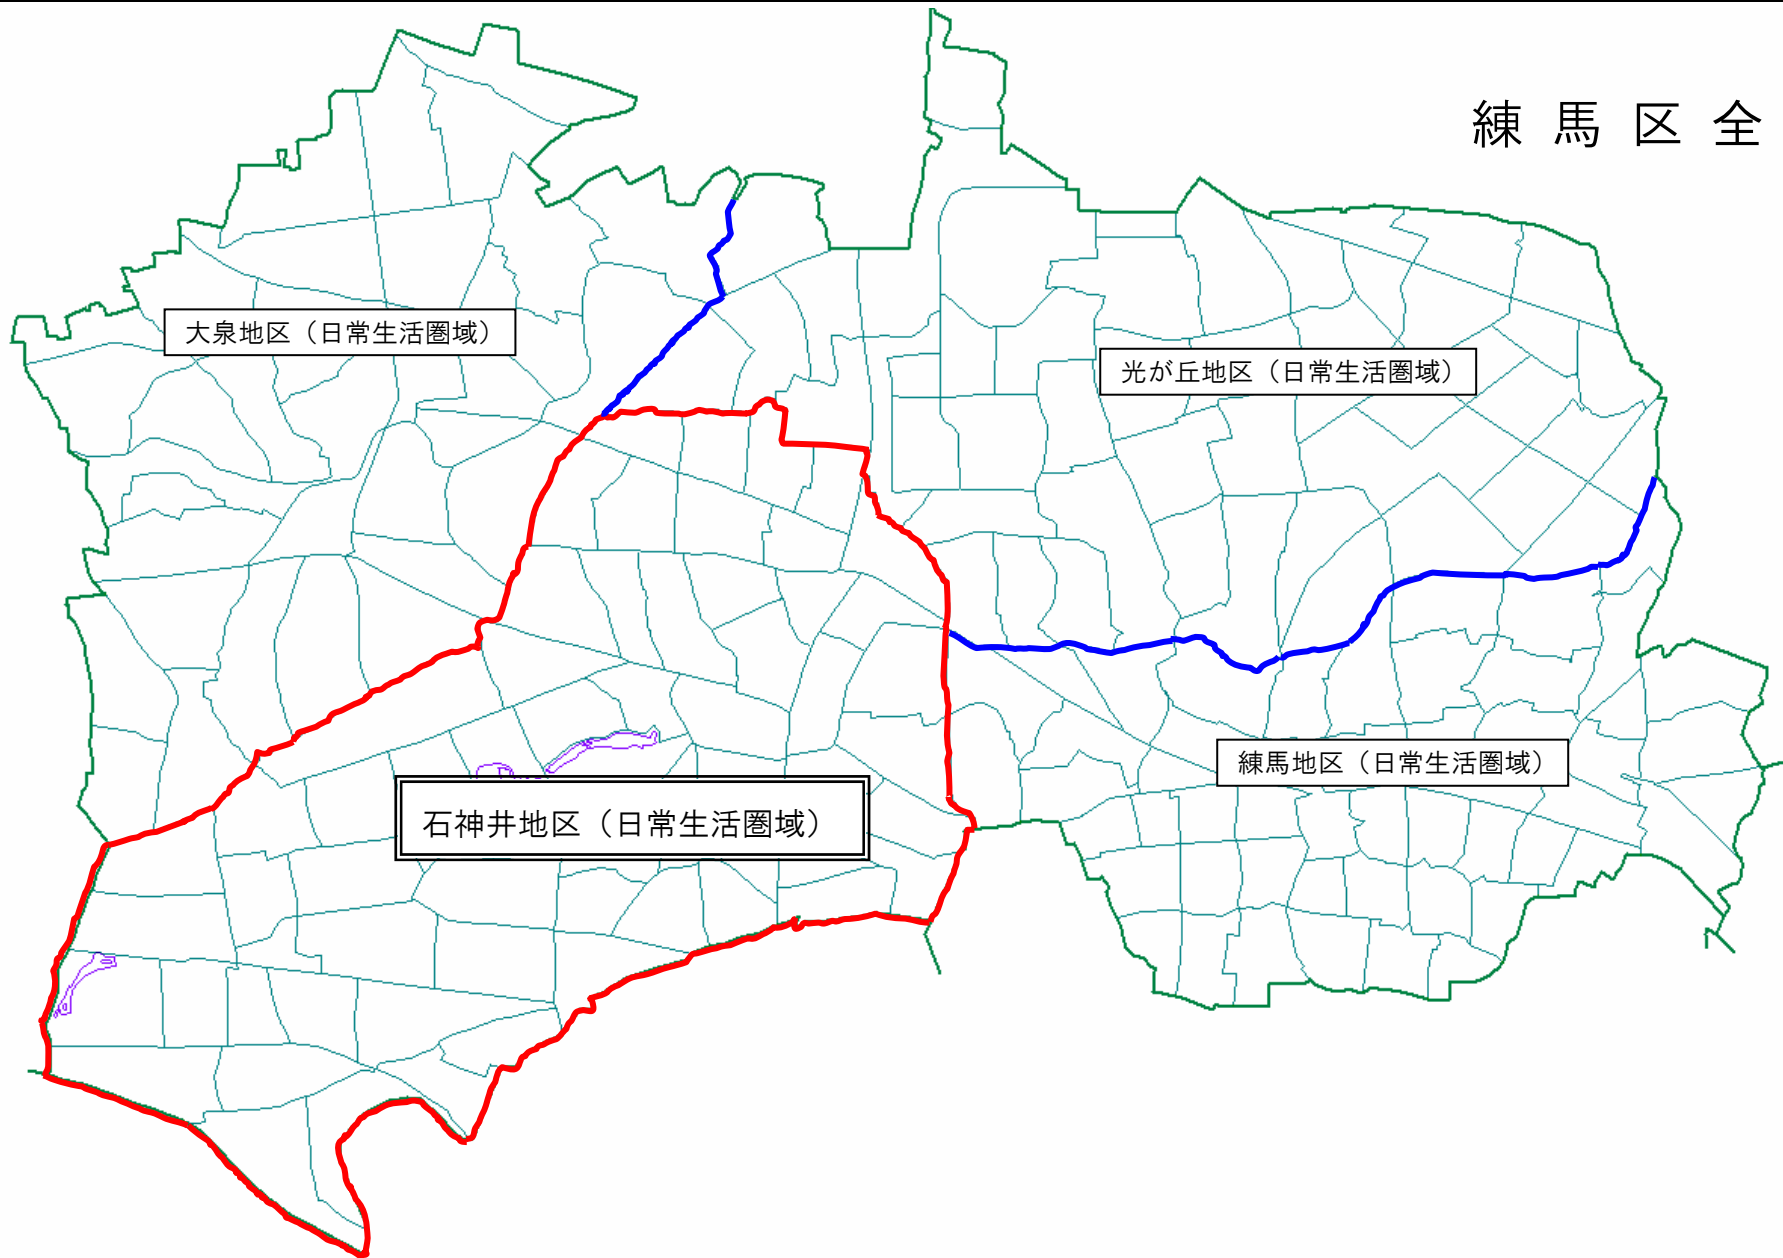 練馬区全
大泉地区（日常生活圏域）
光が丘地区（日常生活圏域）
練馬地区（日常生活圏域）
石神井地区（日常生活圏域）